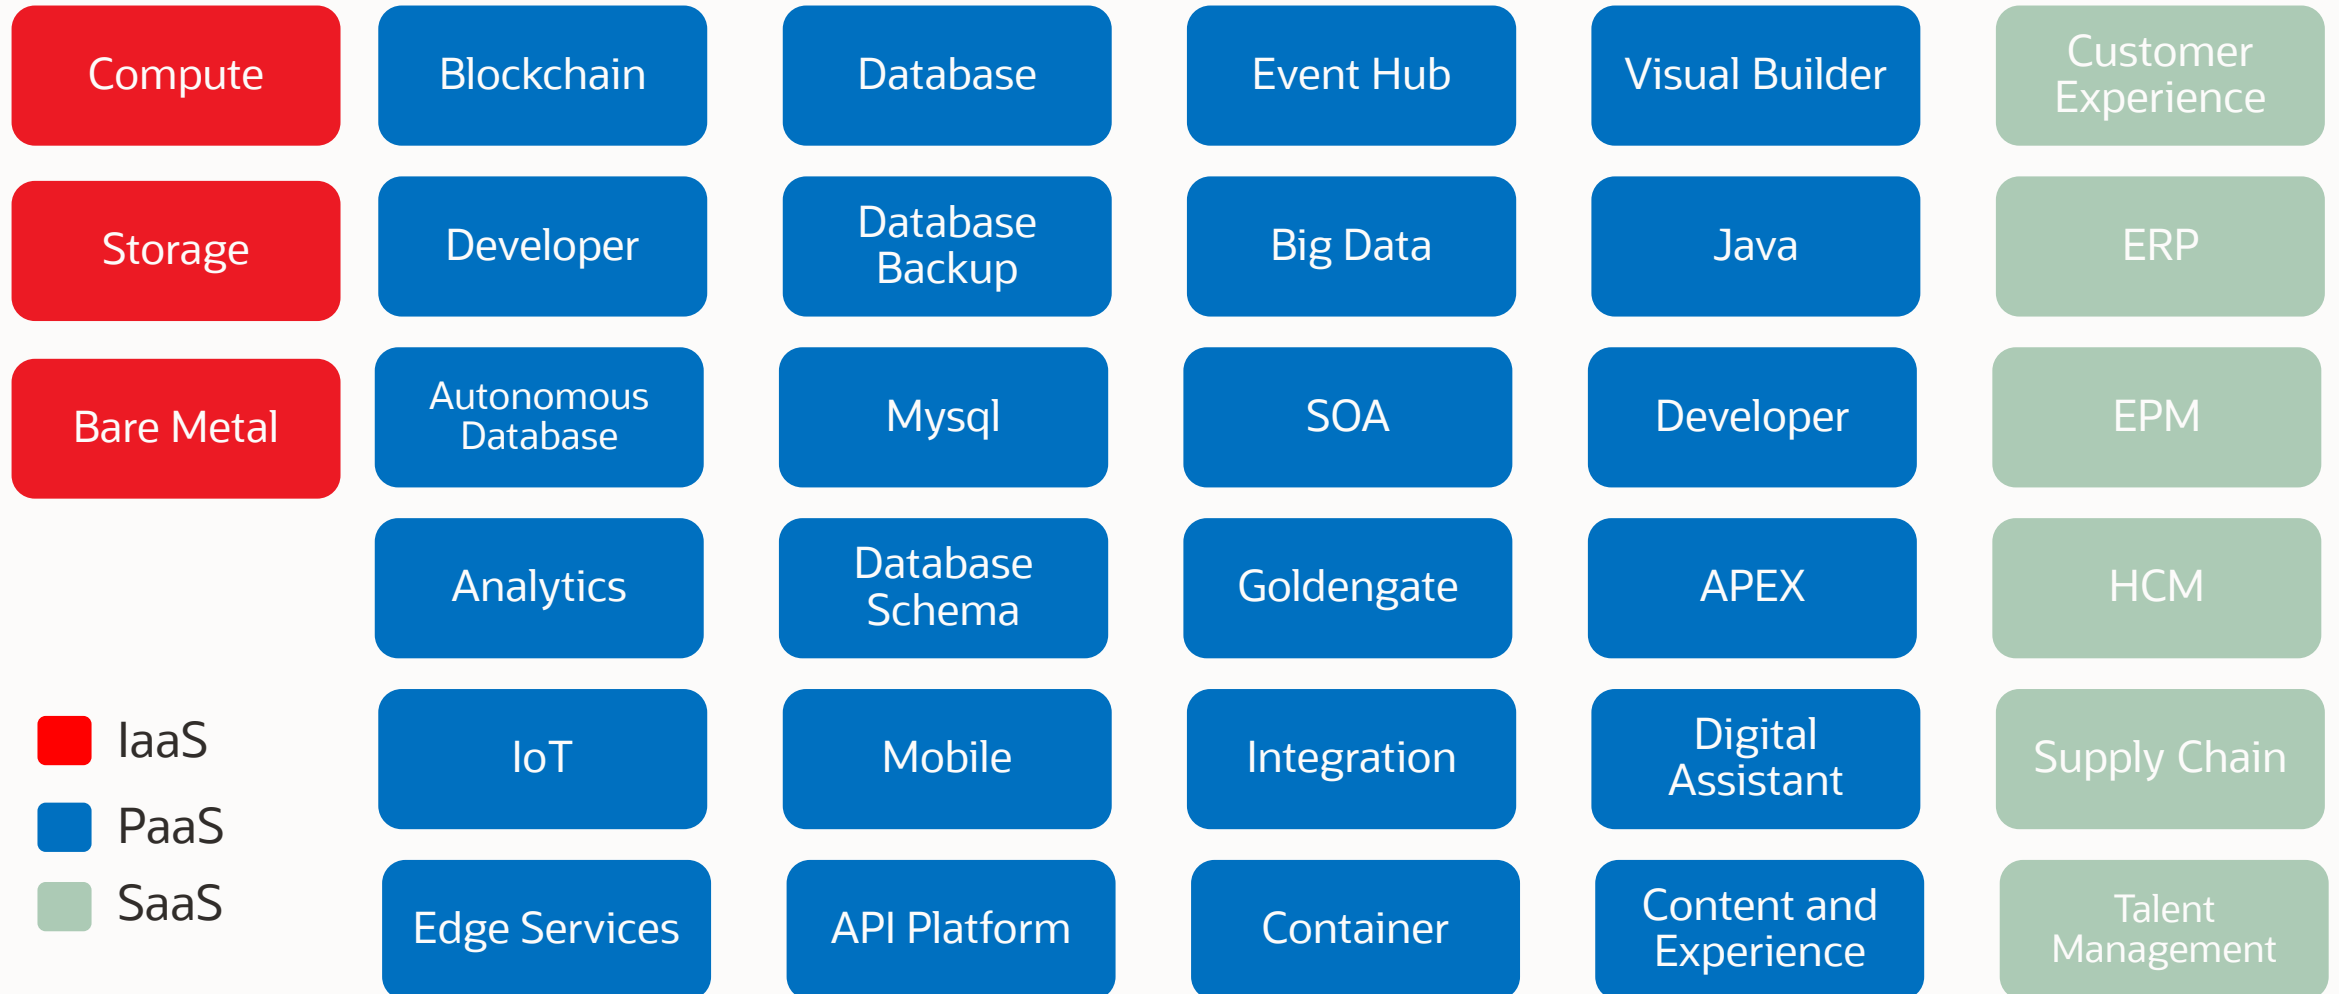 Compute
Blockchain
Database
Event Hub
Visual Builder
Customer
Experience
Storage
Developer
Database
Backup
Big Data
Java
ERP
Bare Metal
Autonomous
Database
Mysql
SOA
Developer
EPM
Analytics
Database
Schema
Goldengate
APEX
HCM
IaaS
PaaS
SaaS
IoT
Mobile
Integration
Digital
Assistant
Supply Chain
Edge Services
API Platform
Container
Content and
Experience
Talent
Management